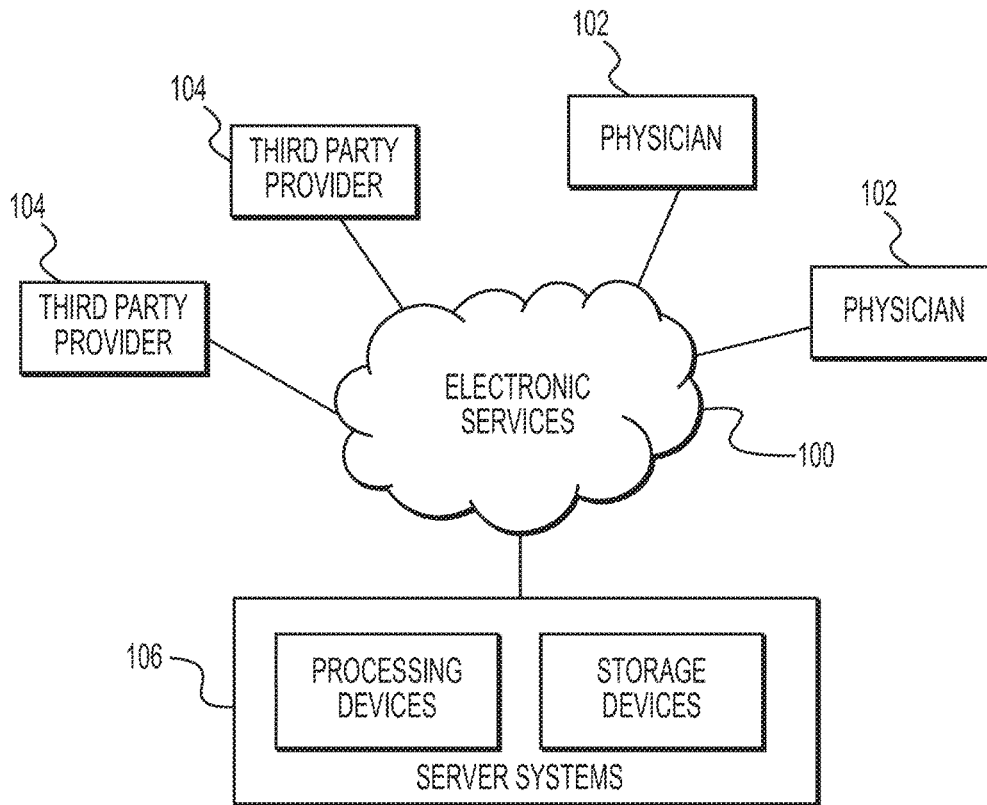 102
104
PHYSICIAN
THIRD PARTY
PROVIDER
102
104
THIRD PARTY
PROVIDER
PHYSICIAN
ELECTRONIC
SERVICES
100
106
PROCESSING
DEVICES
STORAGE
DEVICES
SERVER SYSTEMS